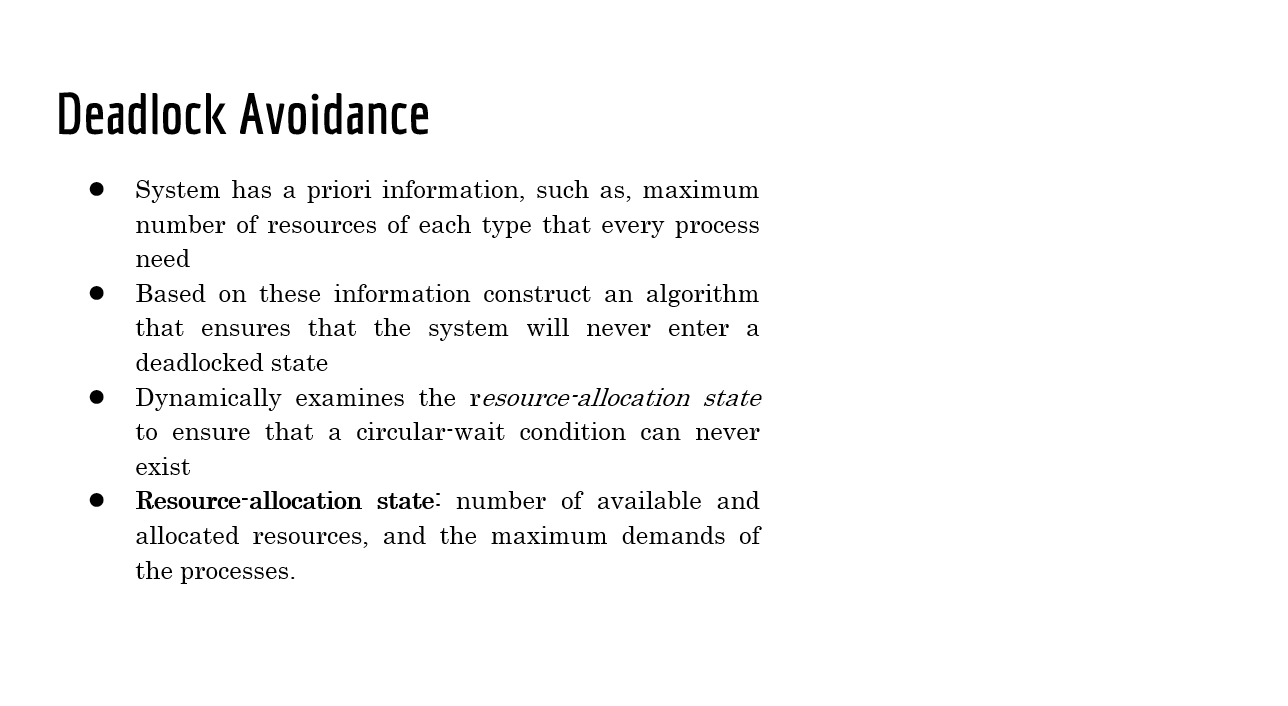 Deadlock Avoidance
● System has a priori information, such as, maximum
number of resources of each type that every process
need
● Based on these information construct an algorithm
that ensures that the system will never enter a
deadlocked state
● Dynamically examines the resource-allocation state
to ensure that a circular-wait condition can never
exist
● Resource-allocation state: number of available and
allocated resources, and the maximum demands of
the processes.